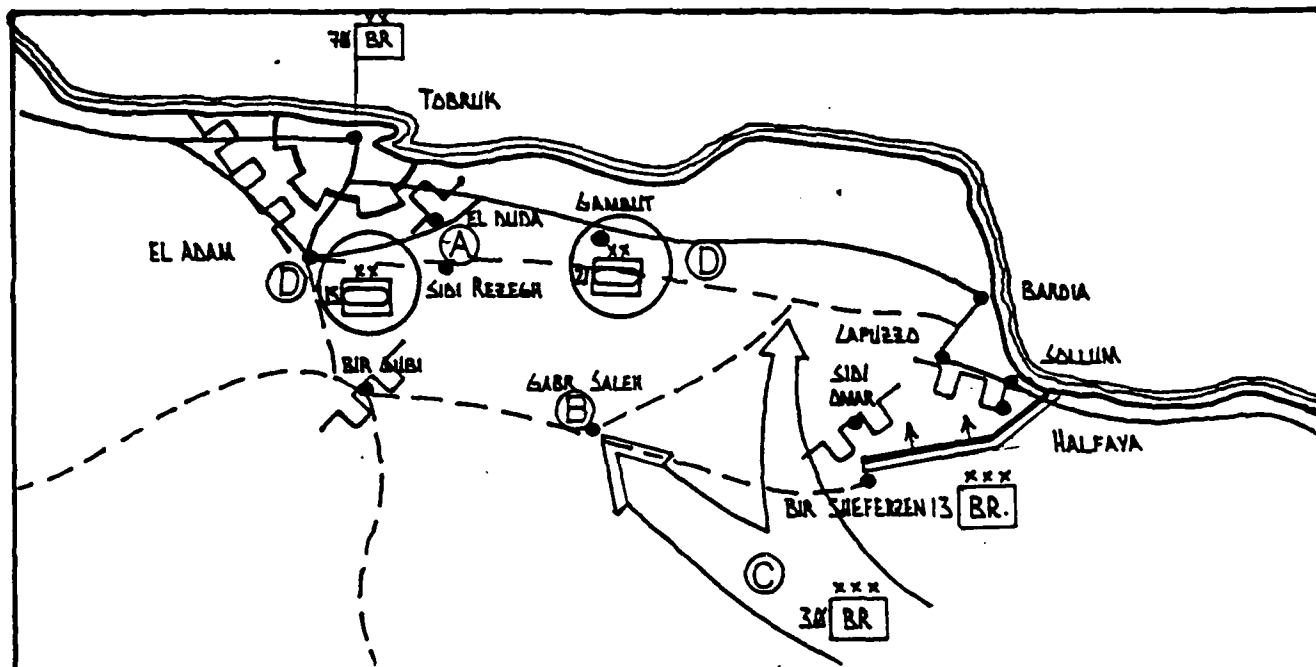 XX
70 BR
TOBRUK
GAMBUT
EL DUDA
EL ADAM
A
XX
D
XX
21
D
15
SIDI REZEGH
BARDIA
CAPUZZO
SOLLUM
BIR GUBI
GABR SALEH
SIDI
OMAR
B
HALFAYA
XXX
BIR SHEFERZEN 13 BR.
C
XXX
30 BR